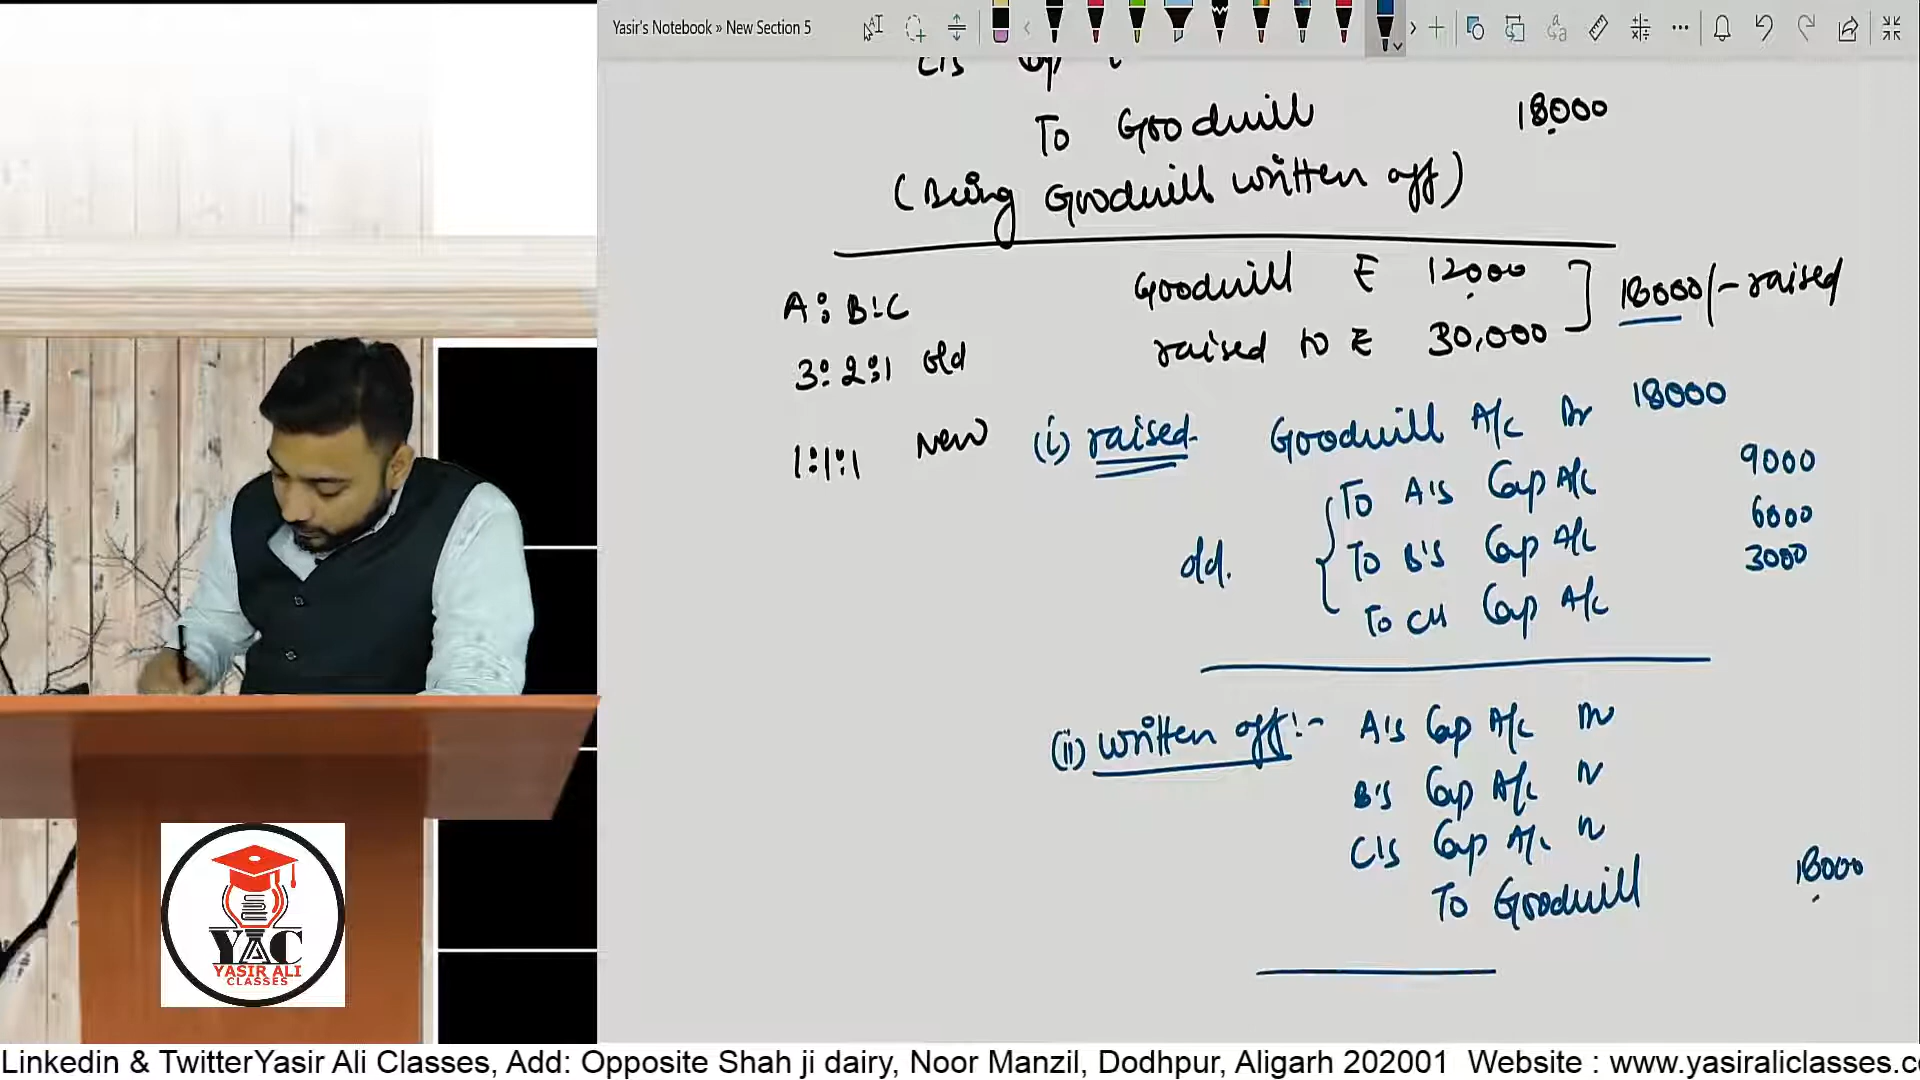 Yasir's Notebook » New Section 5
C's Cap
To Goodwill 18000
(Being Goodwill written off)
A:B:C
3:2:1 old
1:1:1 New
Goodwill ₹ 12000
raised to ₹ 30,000
18000/- raised
(i) raised Goodwill A/c Dr 18000
old. To A's Cap A/c 9000
To B's Cap A/c 6000
To C's Cap A/c 3000
(ii) written off:- A's Cap A/c Dr
B's Cap A/c Dr
C's Cap A/c Dr
To Goodwill 18000
YAC
YASIR ALI
CLASSES
Linkedin & TwitterYasir Ali Classes, Add: Opposite Shah ji dairy, Noor Manzil, Dodhpur, Aligarh 202001 Website : www.yasiraliclasses.c